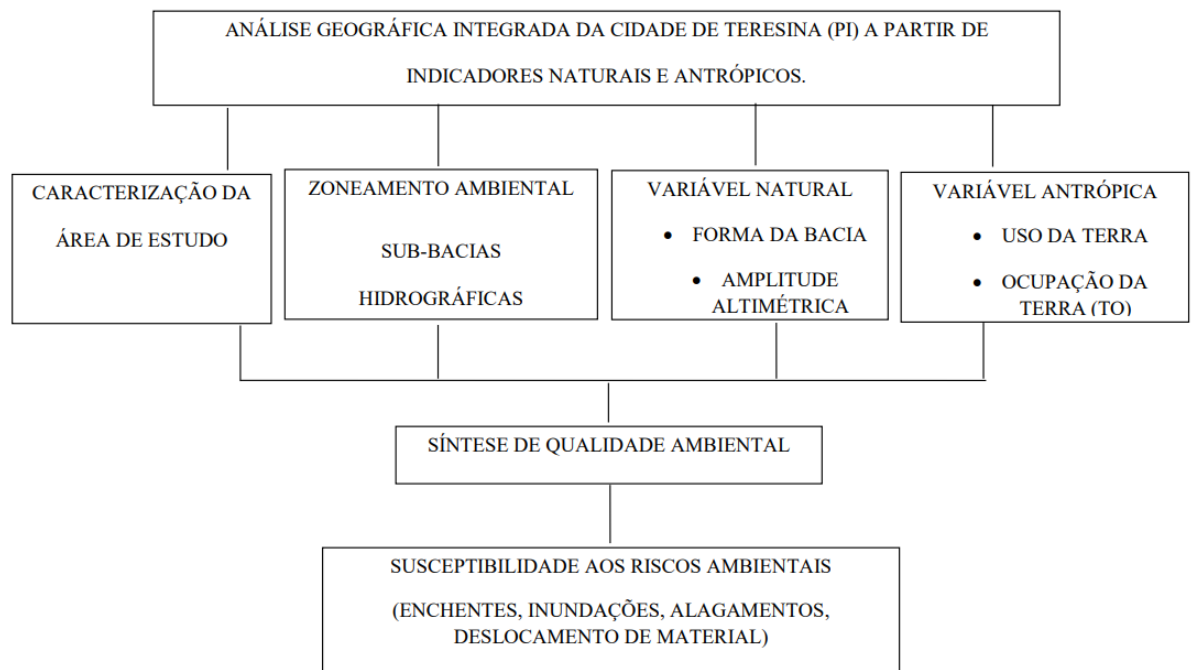 ANÁLISE GEOGRÁFICA INTEGRADA DA CIDADE DE TERESINA (PI) A PARTIR DE
INDICADORES NATURAIS E ANTRÓPICOS.
CARACTERIZAÇÃO DA
ÁREA DE ESTUDO
ZONEAMENTO AMBIENTAL
SUB-BACIAS
HIDROGRÁFICAS
VARIÁVEL NATURAL
• FORMA DA BACIA
• AMPLITUDE
ALTIMÉTRICA
VARIÁVEL ANTRÓPICA
• USO DA TERRA
• OCUPAÇÃO DA
TERRA (TO)
SÍNTESE DE QUALIDADE AMBIENTAL
SUSCEPTIBILIDADE AOS RISCOS AMBIENTAIS
(ENCHENTES, INUNDAÇÕES, ALAGAMENTOS,
DESLOCAMENTO DE MATERIAL)